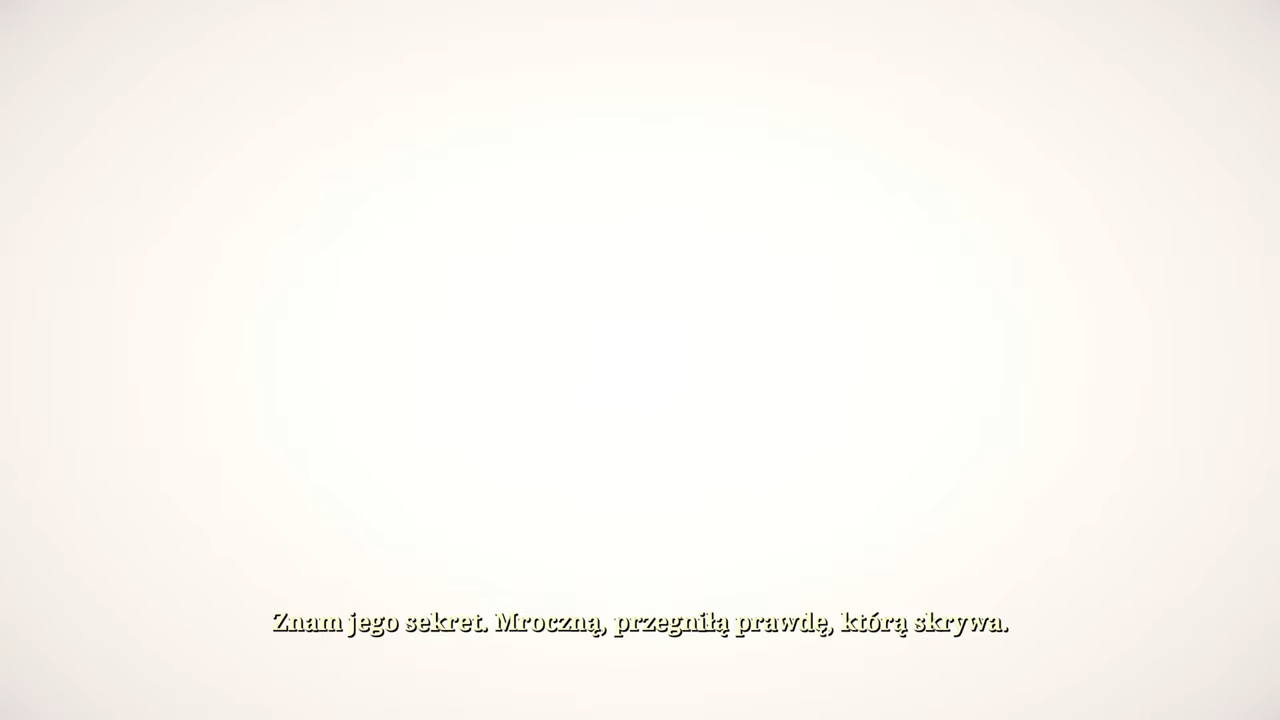 Znam jego sekret. Mroczną, przegniłą prawdę, którą skrywa.